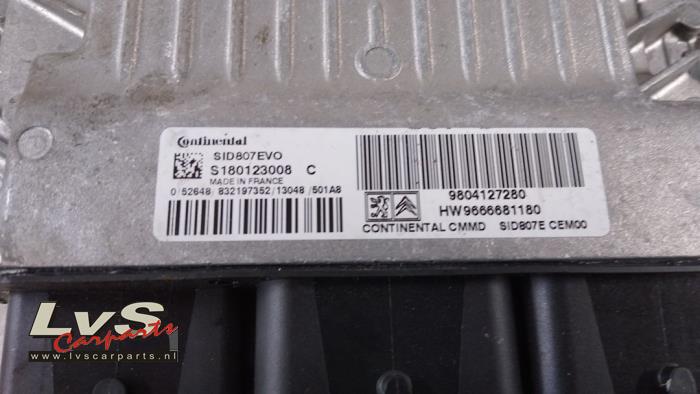 Continental
SID807EVO
S180123008 C
MADE IN FRANCE
0/52648 832197352/13048/501A8
9804127280
HW9666681180
CONTINENTAL CMMD SID807E CEM00
LvS
Carparts
www.lvscarparts.nl